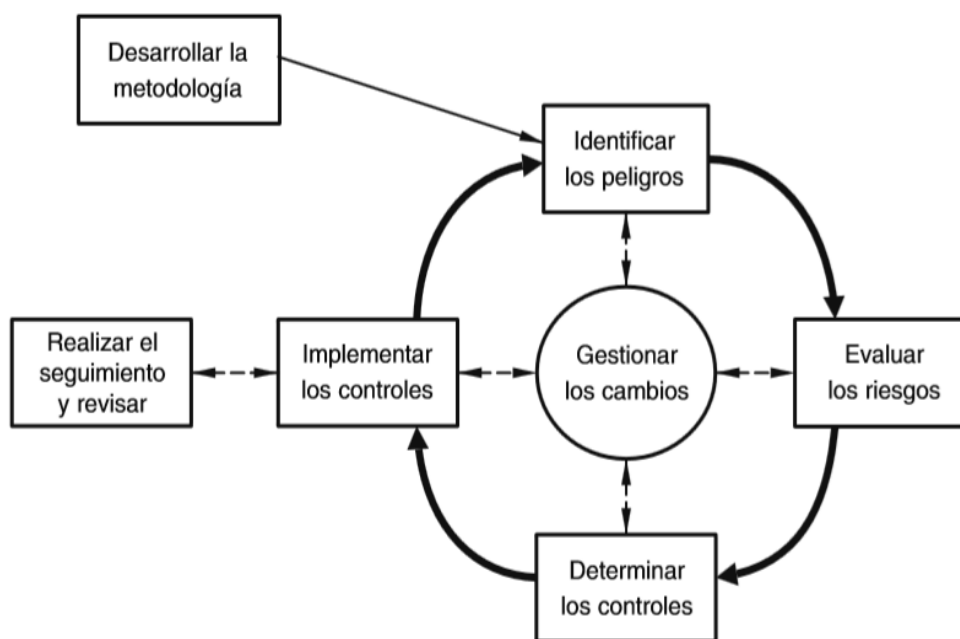 Desarrollar la
metodología
Identificar
los peligros
Realizar el
seguimiento
y revisar
Implementar
los controles
Gestionar
los cambios
Evaluar
los riesgos
Determinar
los controles